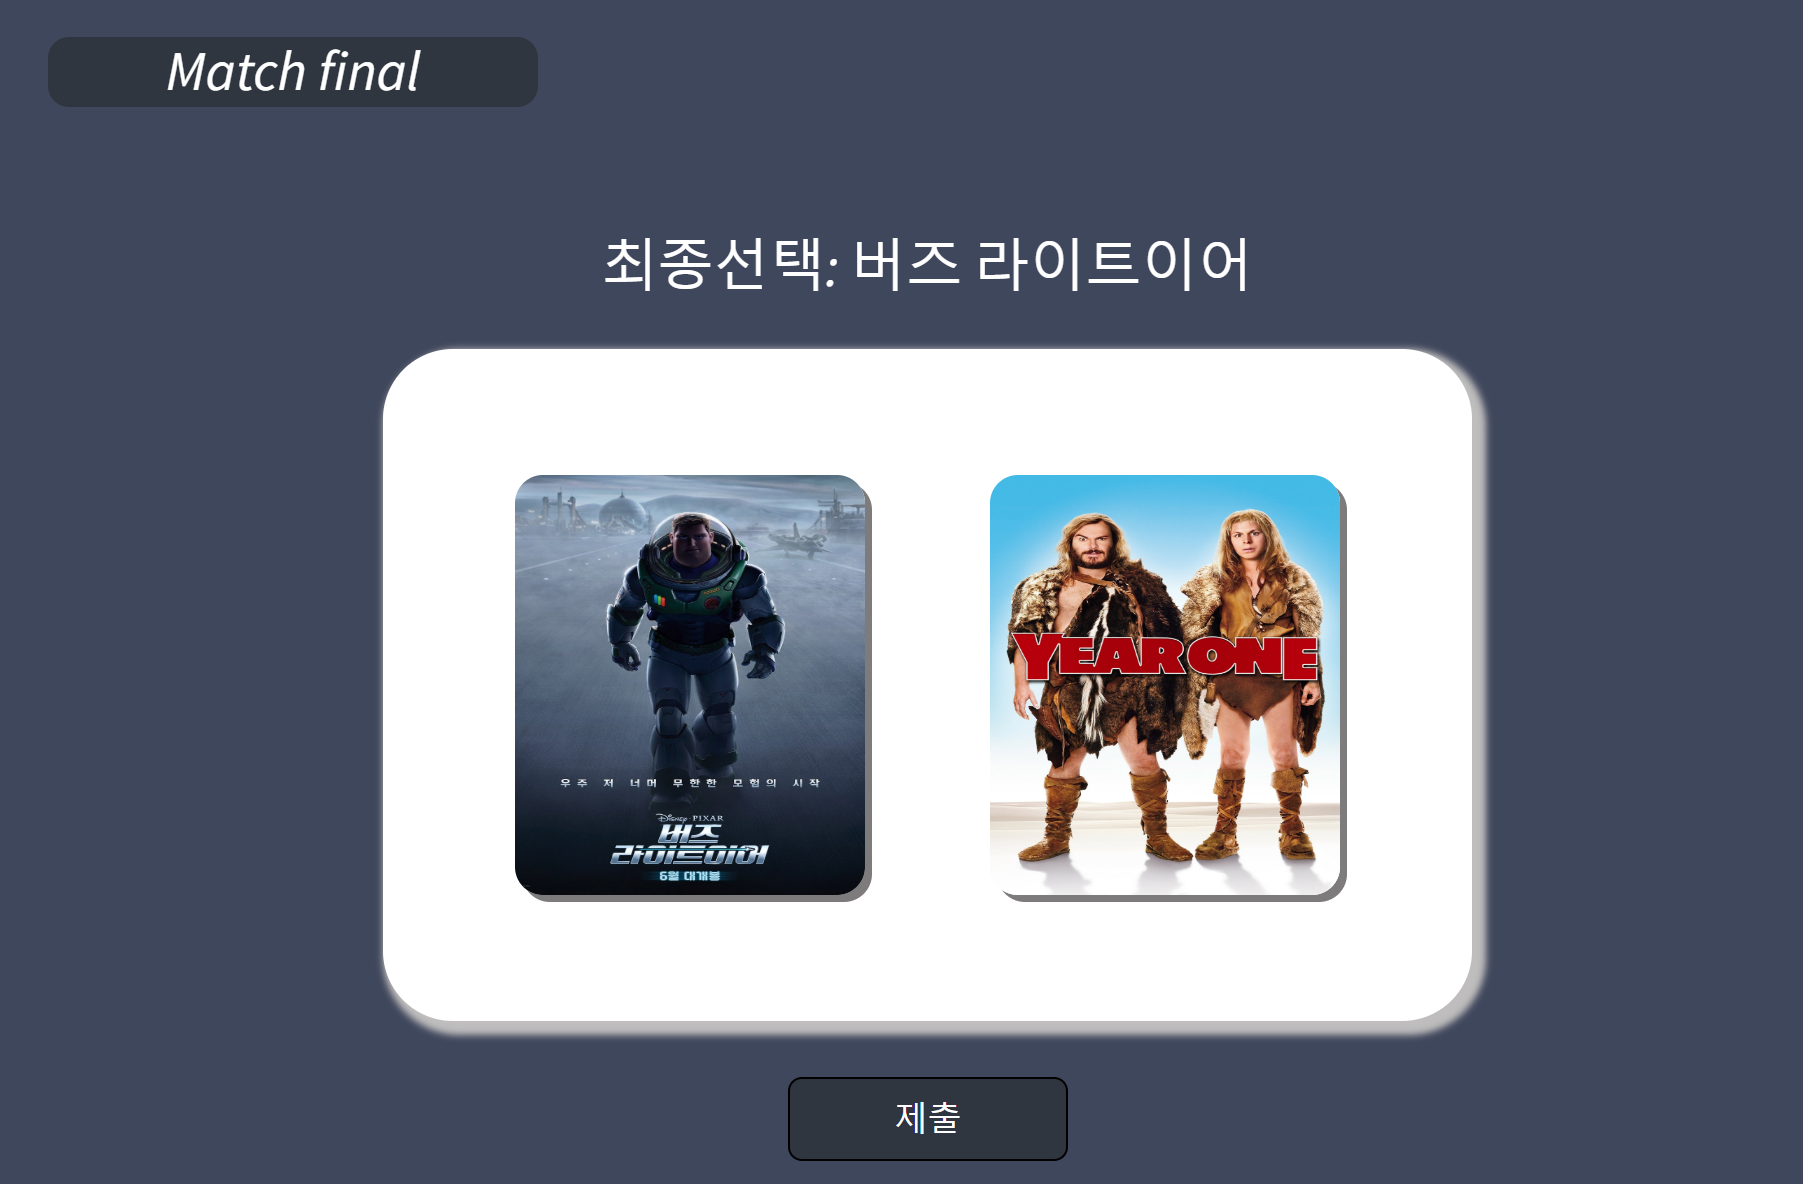 Match final
최종선택: 버즈 라이트이어
우주 저 너머 무한한 모험의 시작
Disney · PIXAR
버즈
라이트이어
6월 대개봉
YEAR ONE
제출